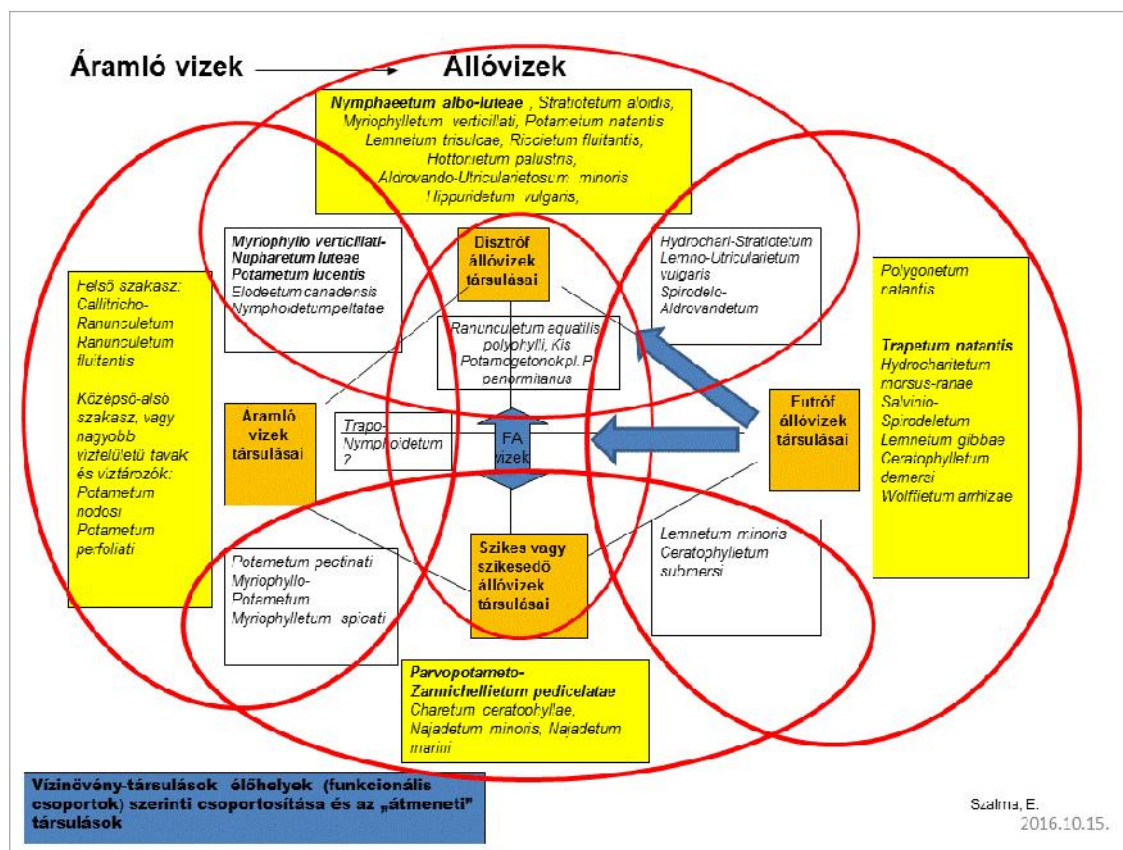 Áramló vizek
Állóvizek
Nymphaeetum albo-luteae , Stratiotetum aloidis,
Myriophylletum verticillati, Potametum natantis
Lemnetum trisulcae, Riccietum fluitantis,
Hottonietum palustris,
Aldrovando-Utricularietosum minoris
Hippuridetum vulgaris,
Myriophyllo verticillati-
Nupharetum luteae
Potametum lucentis
Elodeetum canadensis
Nymphoidetum peltatae
Disztróf
állóvizek
társulásai
Hydrochari-Stratiotetum
Lemno-Utricularietum
vulgaris
Spirodelo-
Aldrovandetum
Felső szakasz:
Callitricho-
Ranunculetum
Ranunculetum
fluitantis
Középső-alsó
szakasz, vagy
nagyobb
viztelületű tavak
és víztározók:
Potametum
nodosi
Potametum
perfoliati
Ranunculetum aquatilis
polyphylli, Kis
Potamogetonokpl. P.
penormitanus
Polygonetum
natantis
Trapetum natantis
Hydrocharitetum
morsus-ranae
Salvinio-
Spirodeletum
Lemnetum gibbae
Ceratophylletum
demersi
Wolffietum arrhizae
Áramló
vizek
társulásai
Trapo-
Nymphoidetum
?
FA
vizek
Eutróf
állóvizek
társulásai
Potametum pectinati
Myriophyllo-
Potametum
Myriophylletum spicati
Szikes vagy
szikesedő
állóvizek
társulásai
Lemnetum minoris
Ceratophylletum
submersi
Parvopotameto-
Zannichellietum pedicelatae
Charetum ceratophyllae,
Najadetum minoris, Najadetum
marini
Vízinövény-társulások élőhelyek (funkcionális
csoportok) szerinti csoportosítása és az „átmeneti”
társulások
Szalma, E.
2016.10.15.